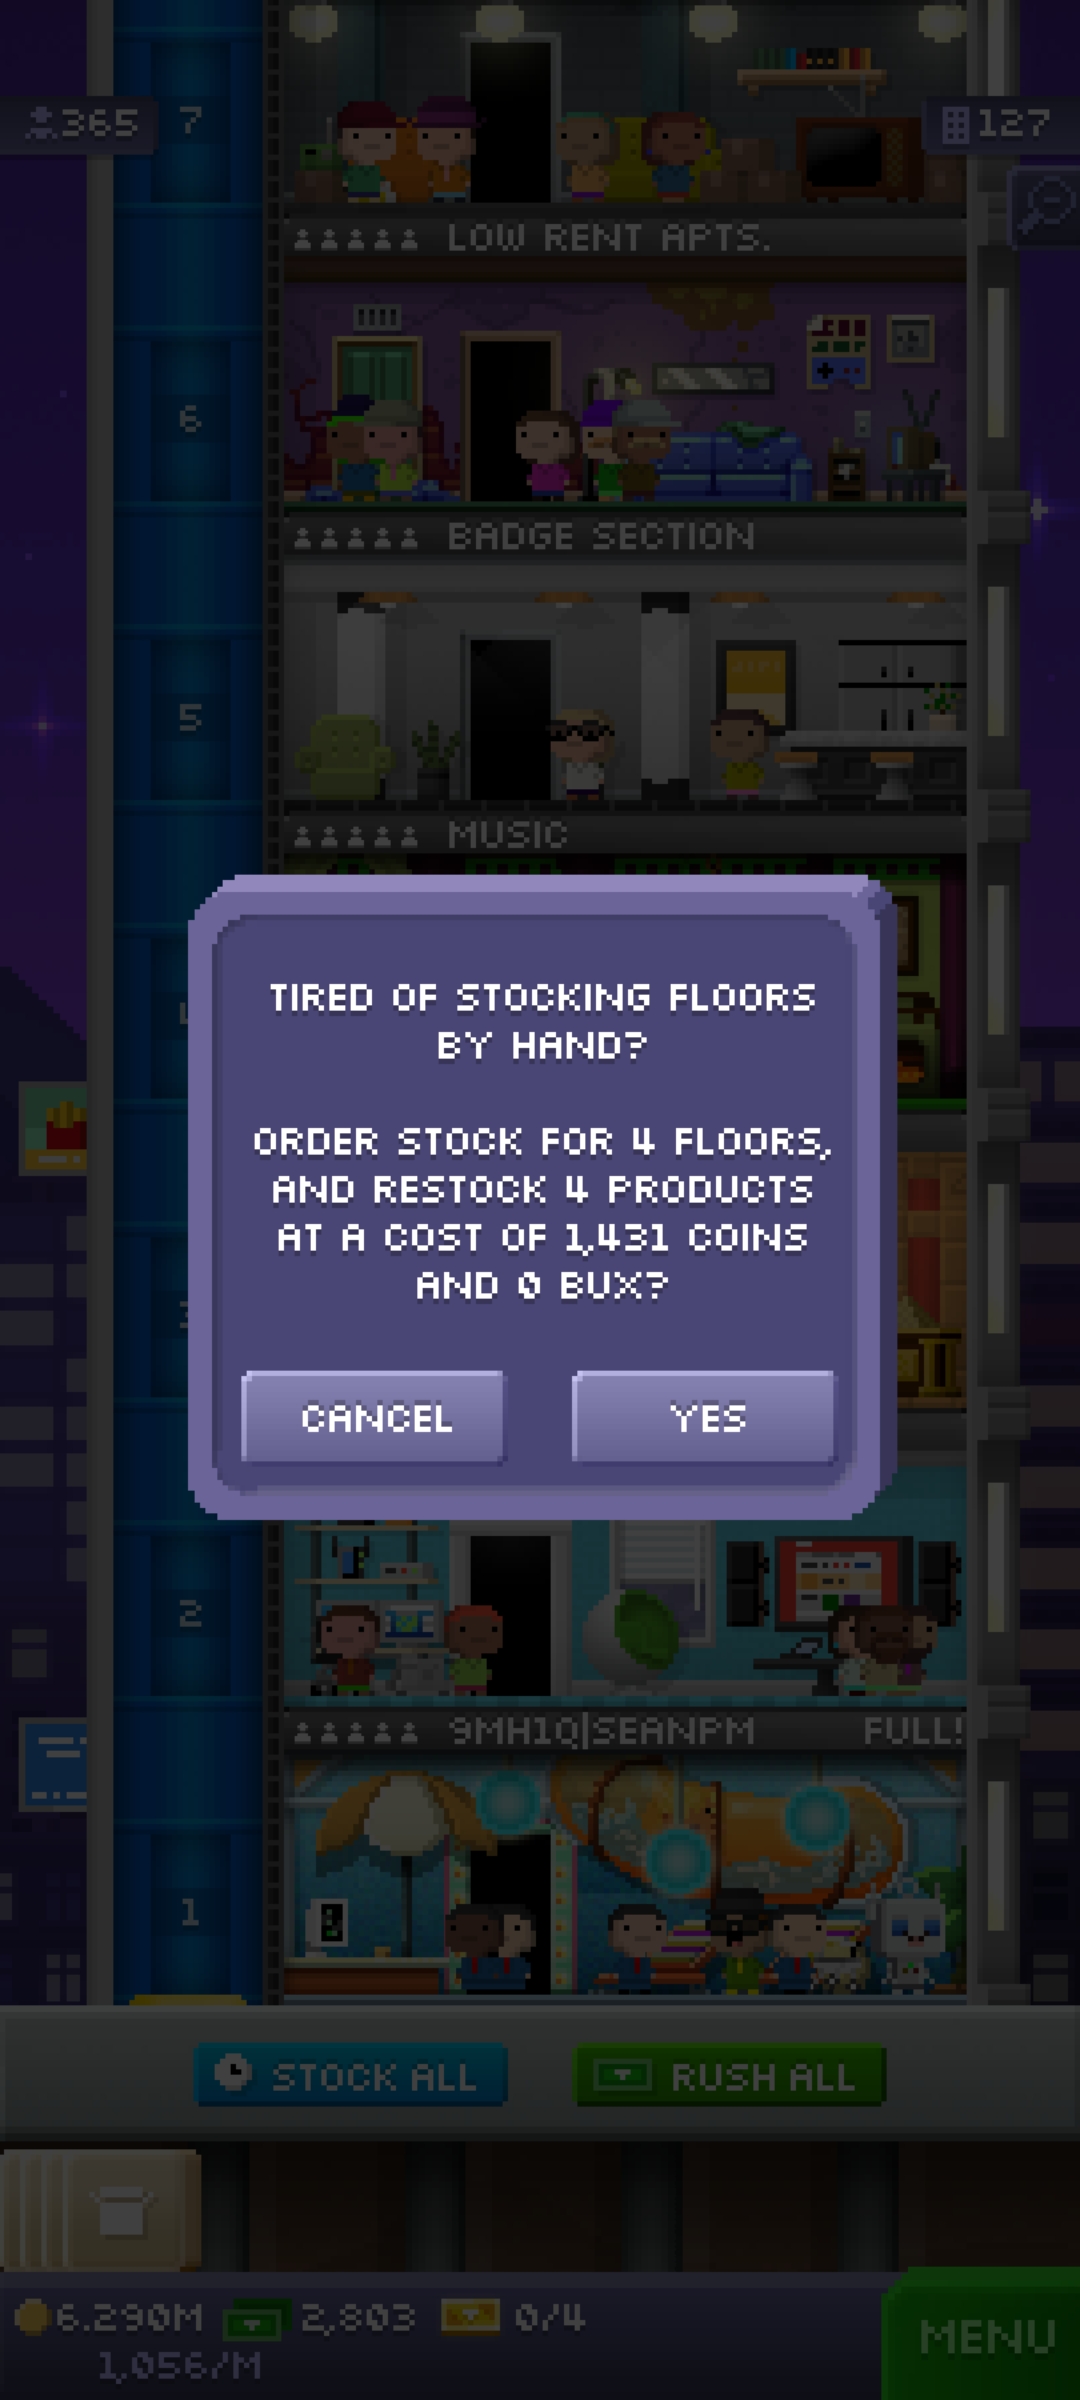 365
7
127
LOW RENT APTS.
6
BADGE SECTION
5
MUSIC
TIRED OF STOCKING FLOORS
BY HAND?
ORDER STOCK FOR 4 FLOORS,
AND RESTOCK 4 PRODUCTS
AT A COST OF 1,431 COINS
AND 0 BUX?
CANCEL
YES
2
9MH1Q|SEANPM
FULL!
1
STOCK ALL
RUSH ALL
6.290M
2,803
0/4
1,056/M
MENU